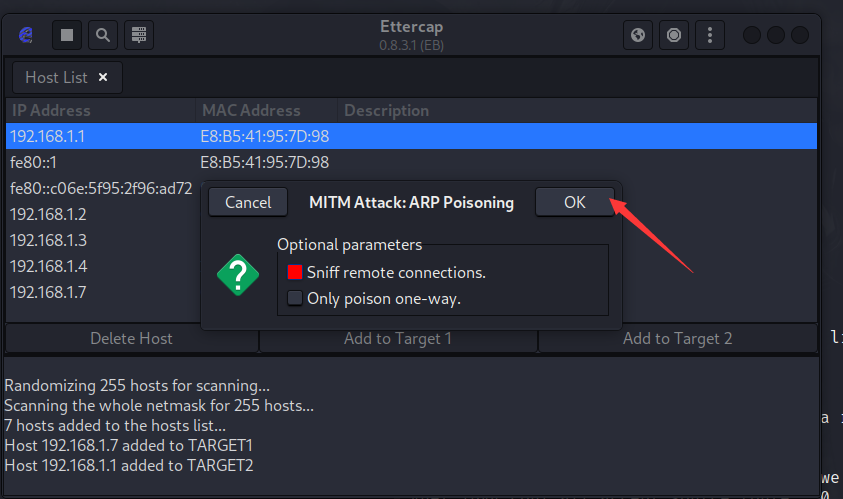 Ettercap
0.8.3.1 (EB)
Host List ×
IP Address MAC Address Description
192.168.1.1 E8:B5:41:95:7D:98
fe80::1 E8:B5:41:95:7D:98
fe80::c06e:5f95:2f96:ad72
192.168.1.2
192.168.1.3
192.168.1.4
192.168.1.7
Cancel MITM Attack: ARP Poisoning OK
Optional parameters
?
Sniff remote connections.
Only poison one-way.
Delete Host Add to Target 1 Add to Target 2
Randomizing 255 hosts for scanning...
Scanning the whole netmask for 255 hosts...
7 hosts added to the hosts list...
Host 192.168.1.7 added to TARGET1
Host 192.168.1.1 added to TARGET2